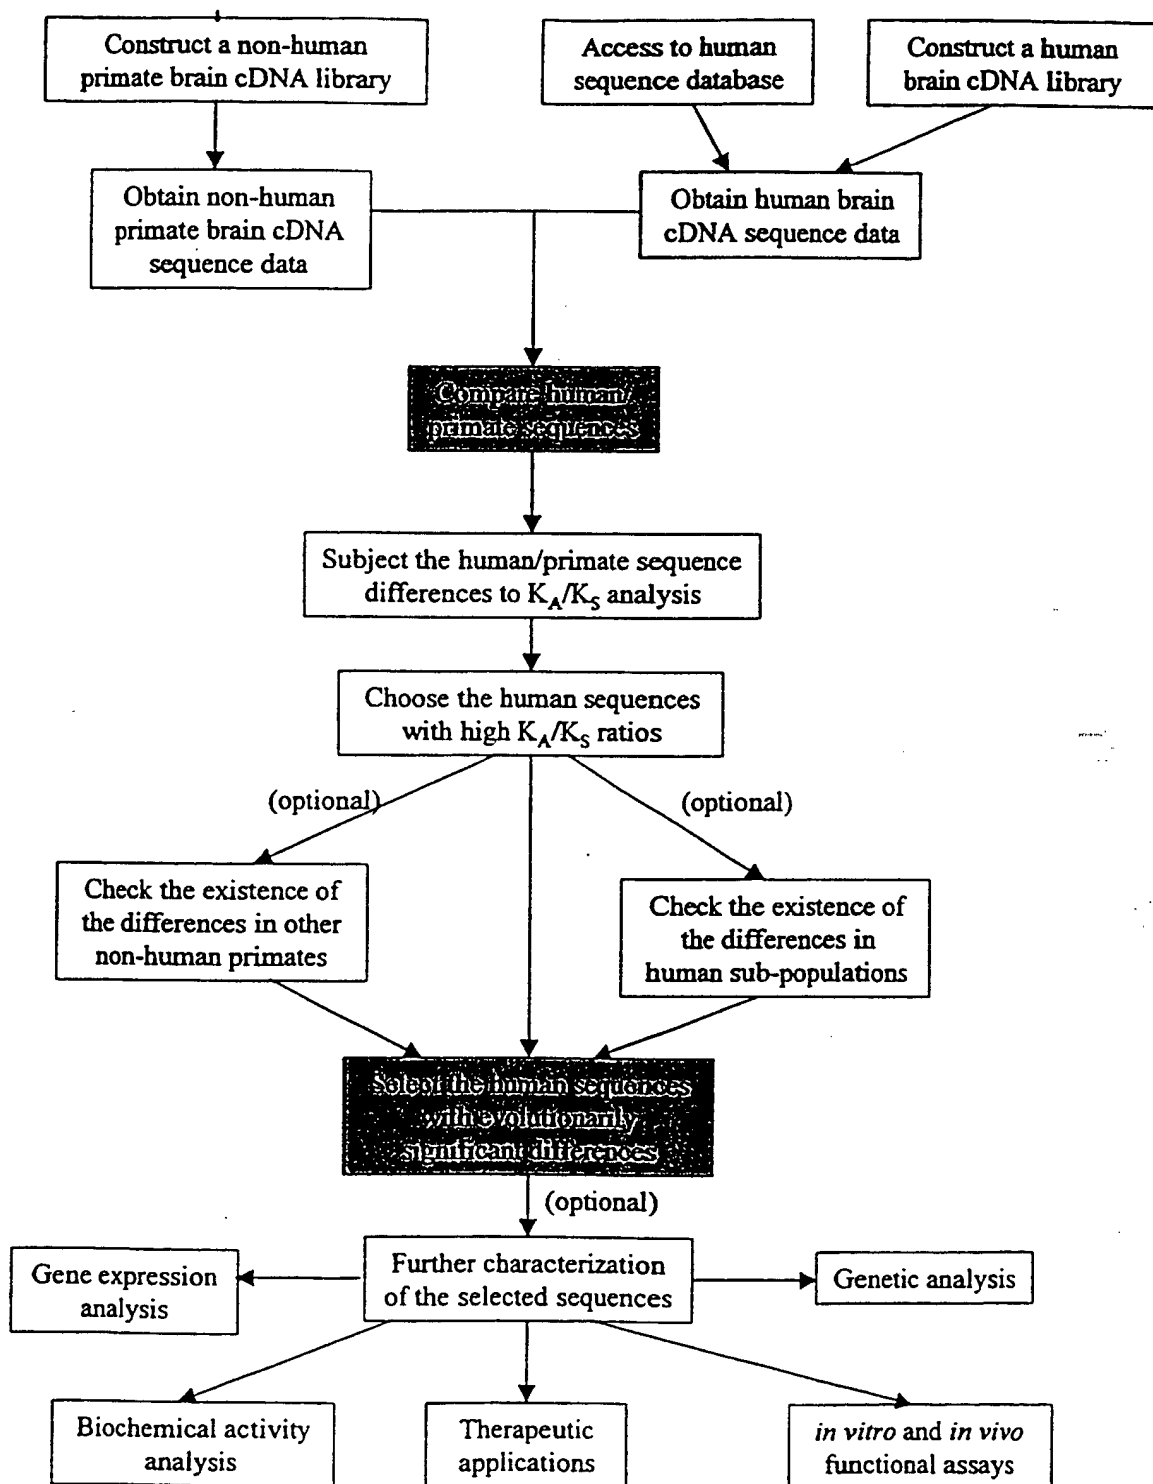 Construct a non-human
primate brain cDNA library
Access to human
sequence database
Construct a human
brain cDNA library
Obtain non-human
primate brain cDNA
sequence data
Obtain human brain
cDNA sequence data
Compare human/
primate sequences
Subject the human/primate sequence
differences to K_A/K_S analysis
Choose the human sequences
with high K_A/K_S ratios
(optional)
(optional)
Check the existence of
the differences in other
non-human primates
Check the existence of
the differences in
human sub-populations
Select the human sequences
with evolutionarily
significant differences
(optional)
Gene expression
analysis
Further characterization
of the selected sequences
Genetic analysis
Biochemical activity
analysis
Therapeutic
applications
in vitro and in vivo
functional assays